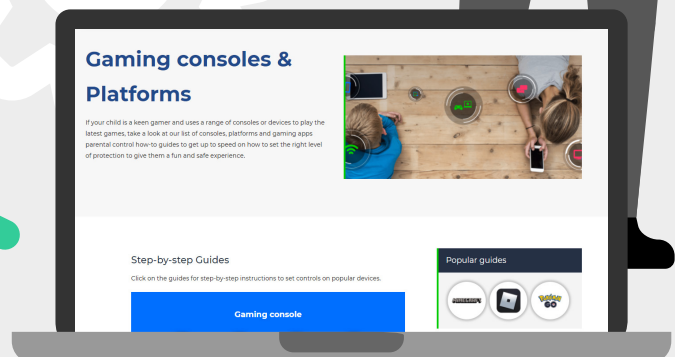 Gaming consoles &
Platforms
If your child is a keen gamer and uses a range of consoles or devices to play the
latest games, take a look at our list of consoles, platforms and gaming apps
parental control how-to guides to get up to speed on how to set the right level
of protection to give them a fun and safe experience.
Step-by-step Guides
Click on the guides for step-by-step instructions to set controls on popular devices.
Gaming console
Popular guides
MINECRAFT
POKÉMON
GO